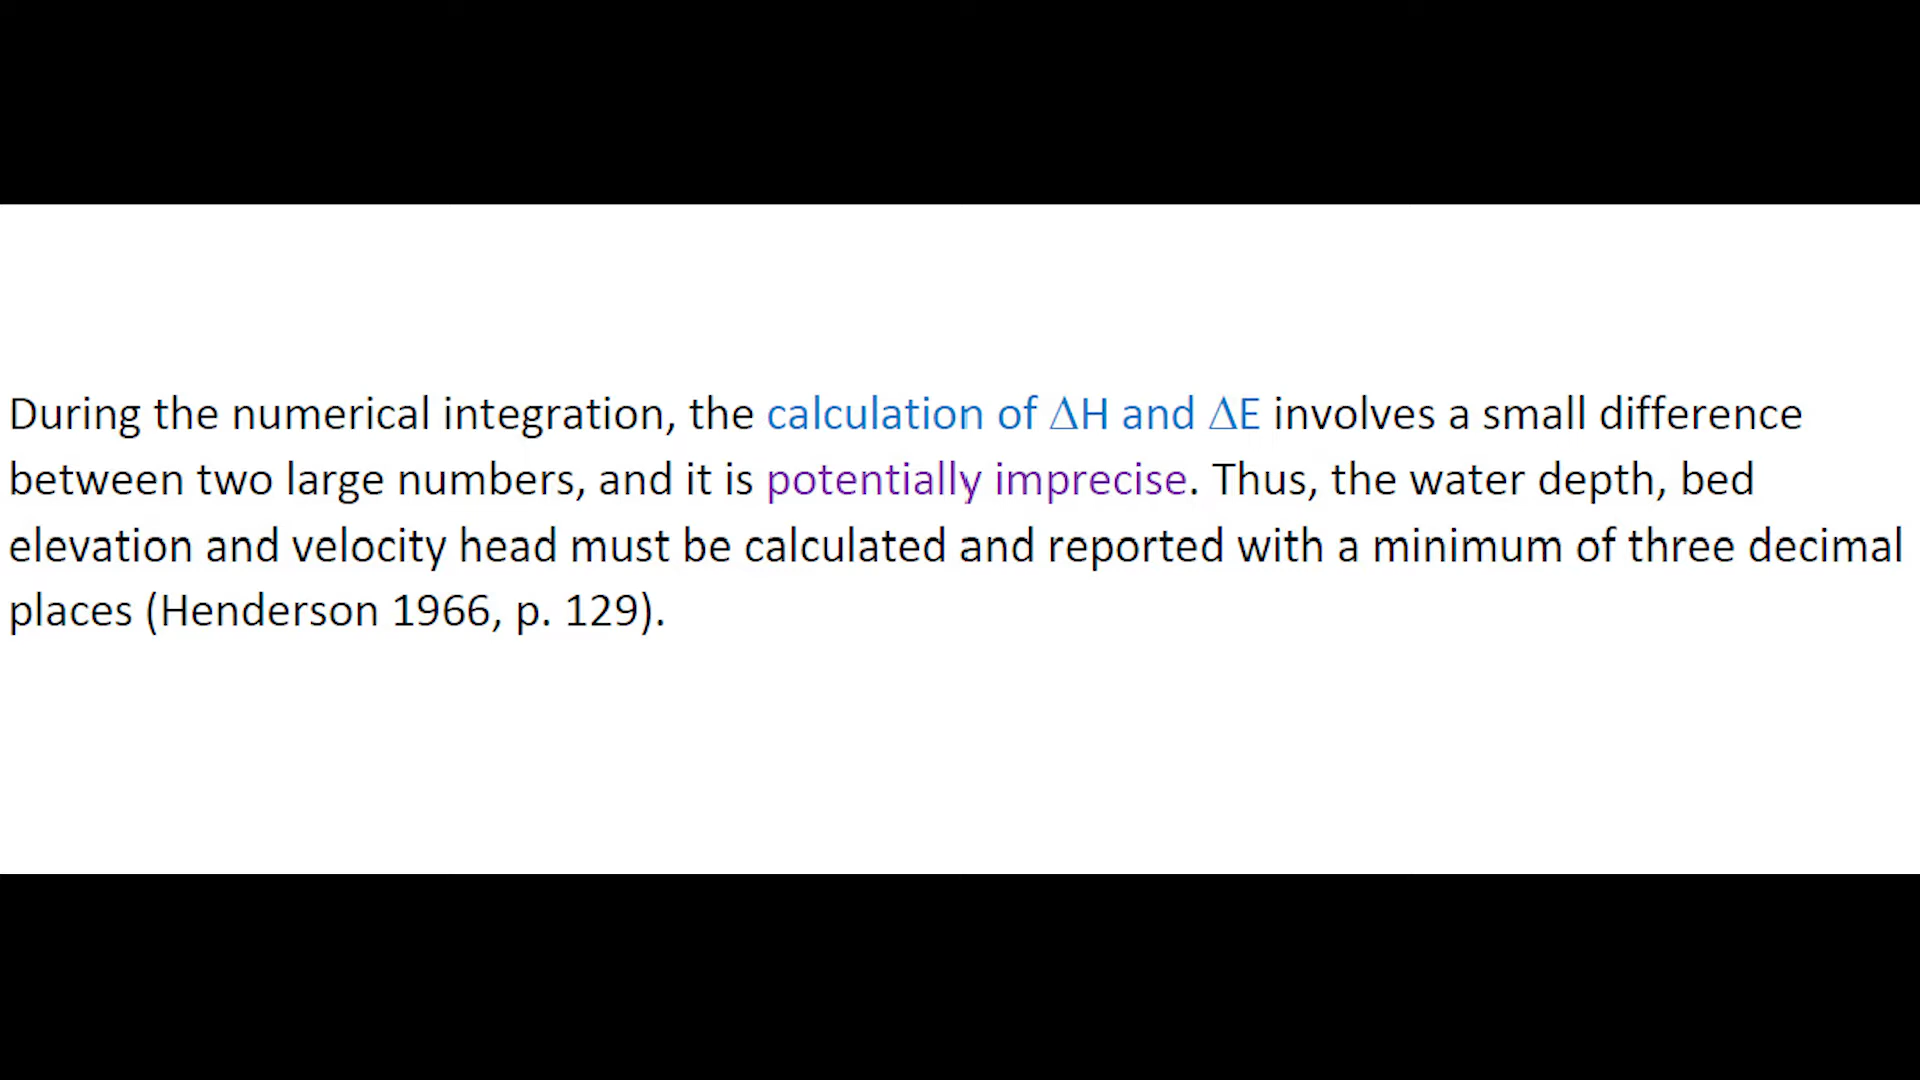 During the numerical integration, the calculation of ΔH and ΔE involves a small difference
between two large numbers, and it is potentially imprecise. Thus, the water depth, bed
elevation and velocity head must be calculated and reported with a minimum of three decimal
places (Henderson 1966, p. 129).